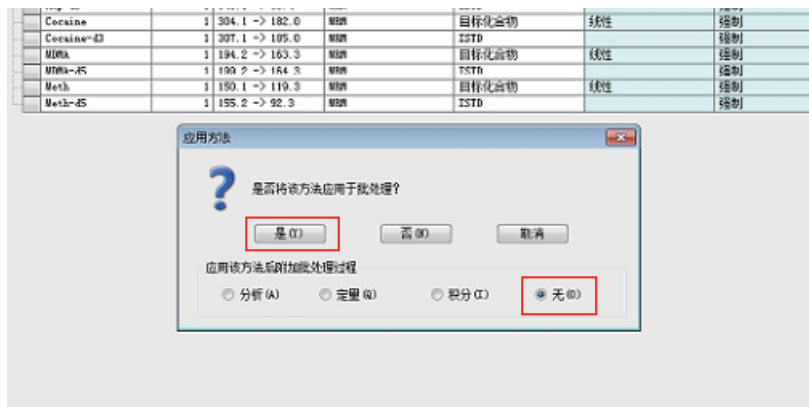 Cocaine 1 304.1 -> 182.0 MRM 目标化合物 线性 强制
Cocaine-d3 1 307.1 -> 105.0 MRM ISTD 强制
MDMA 1 194.2 -> 163.3 MRM 目标化合物 线性 强制
MDMA-d5 1 199.2 -> 164.3 MRM ISTD 强制
Meth 1 150.1 -> 119.3 MRM 目标化合物 线性 强制
Meth-d5 1 155.2 -> 92.3 MRM ISTD 强制
应用方法
是否将该方法应用于批处理?
是(Y) 否(N) 取消
应用该方法后附加批处理过程
分析(A) 定量(Q) 积分(I) 无(O)